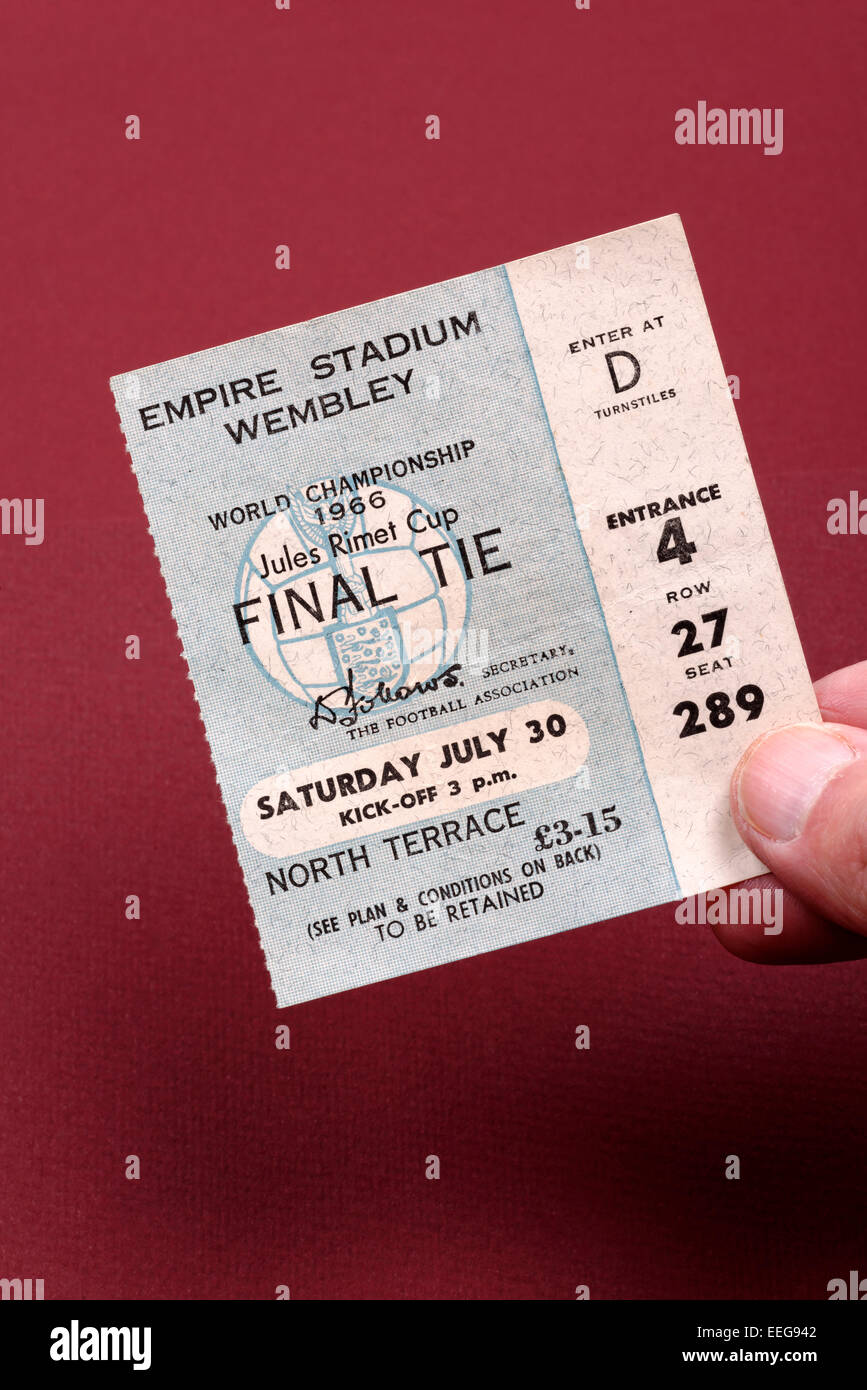 EMPIRE STADIUM
WEMBLEY
WORLD CHAMPIONSHIP
1966
Jules Rimet Cup
FINAL TIE
SECRETARY,
THE FOOTBALL ASSOCIATION
SATURDAY JULY 30
KICK-OFF 3 p.m.
NORTH TERRACE £3-15
(SEE PLAN & CONDITIONS ON BACK)
TO BE RETAINED
ENTER AT
D
TURNSTILES
ENTRANCE
4
ROW
27
SEAT
289
alamy
alamy
alamy
Image ID: EEG942
www.alamy.com